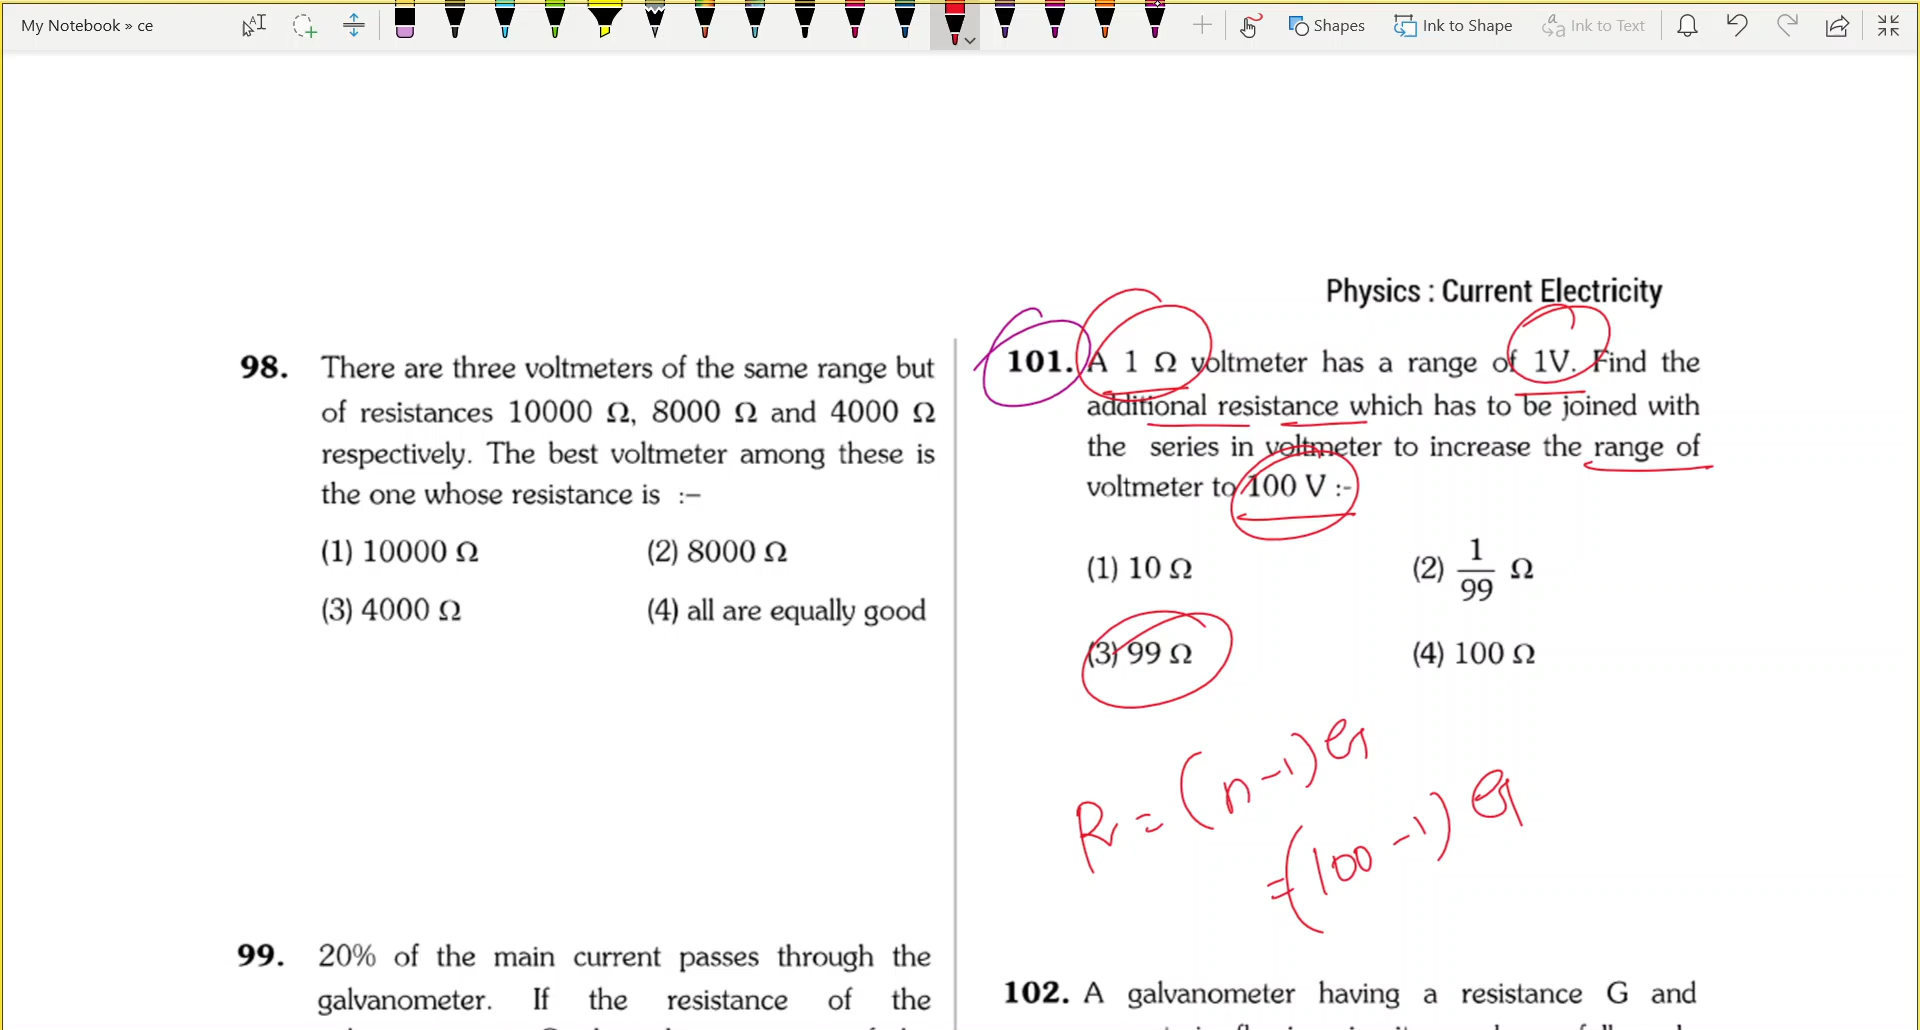 My Notebook » ce
Shapes
Ink to Shape
Ink to Text
Physics : Current Electricity
98. There are three voltmeters of the same range but
of resistances 10000 Ω, 8000 Ω and 4000 Ω
respectively. The best voltmeter among these is
the one whose resistance is :–
(1) 10000 Ω (2) 8000 Ω
(3) 4000 Ω (4) all are equally good
99. 20% of the main current passes through the
galvanometer. If the resistance of the
101. A 1 Ω voltmeter has a range of 1V. Find the
additional resistance which has to be joined with
the series in voltmeter to increase the range of
voltmeter to 100 V :-
(1) 10 Ω (2) 1/99 Ω
(3) 99 Ω (4) 100 Ω
R = (n-1) G
= (100-1) G
102. A galvanometer having a resistance G and